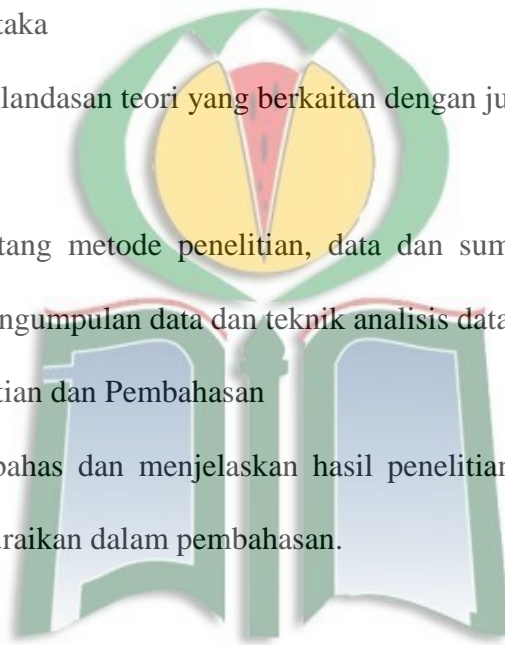 taka
landasan teori yang berkaitan dengan ju
tang metode penelitian, data dan sum
ngumpulan data dan teknik analisis data
tian dan Pembahasan
bahas dan menjelaskan hasil penelitian
raikan dalam pembahasan.